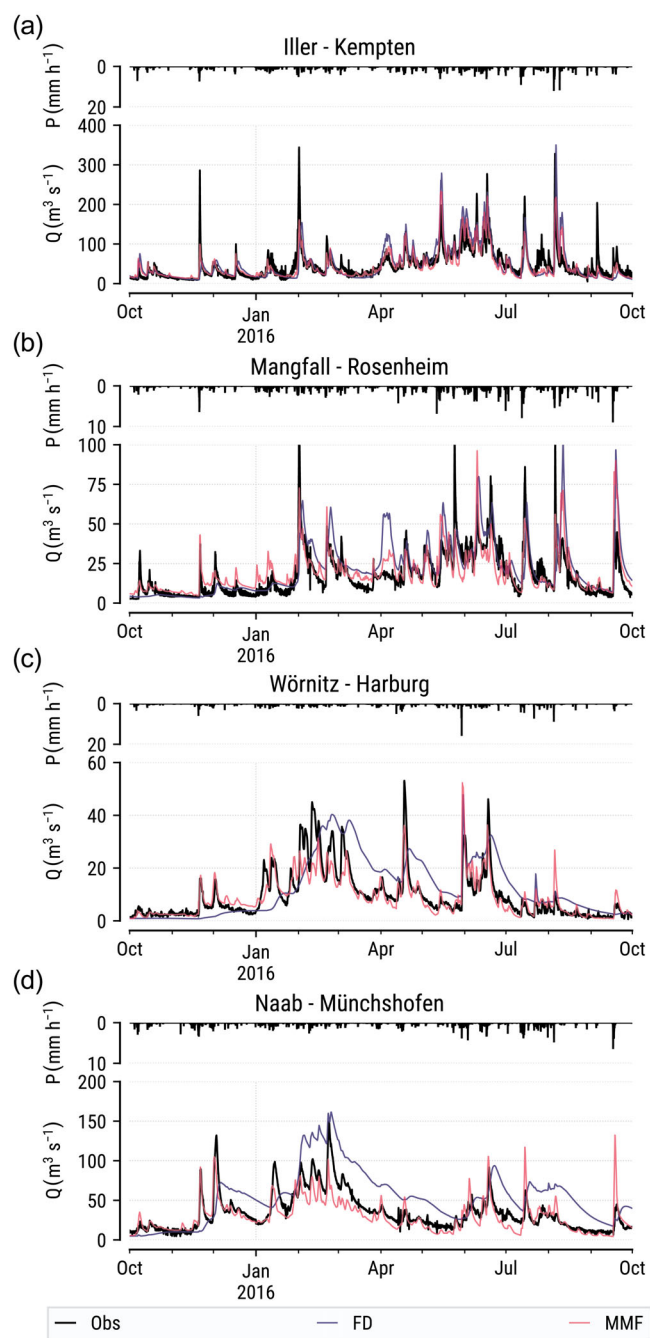 (a)
Iller - Kempten
P (mm h⁻¹)
0
20
Q (m³ s⁻¹)
400
300
200
100
0
Oct Jan Apr Jul Oct
2016
(b)
Mangfall - Rosenheim
P (mm h⁻¹)
0
10
Q (m³ s⁻¹)
100
75
50
25
0
Oct Jan Apr Jul Oct
2016
(c)
Wörnitz - Harburg
P (mm h⁻¹)
0
20
Q (m³ s⁻¹)
60
40
20
0
Oct Jan Apr Jul Oct
2016
(d)
Naab - Münchshofen
P (mm h⁻¹)
0
10
Q (m³ s⁻¹)
200
150
100
50
0
Oct Jan Apr Jul Oct
2016
Obs FD MMF